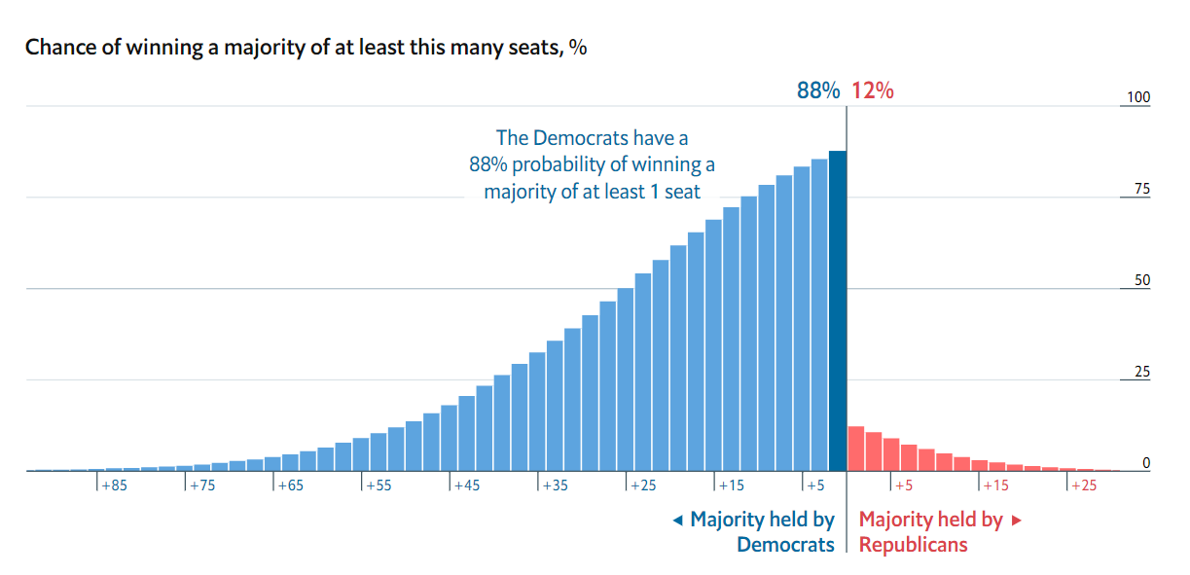 Chance of winning a majority of at least this many seats, %
88% 12%
100
The Democrats have a
88% probability of winning a
majority of at least 1 seat
75
50
25
0
+85 +75 +65 +55 +45 +35 +25 +15 +5 +5 +15 +25
◄ Majority held by Democrats
Majority held by ► Republicans